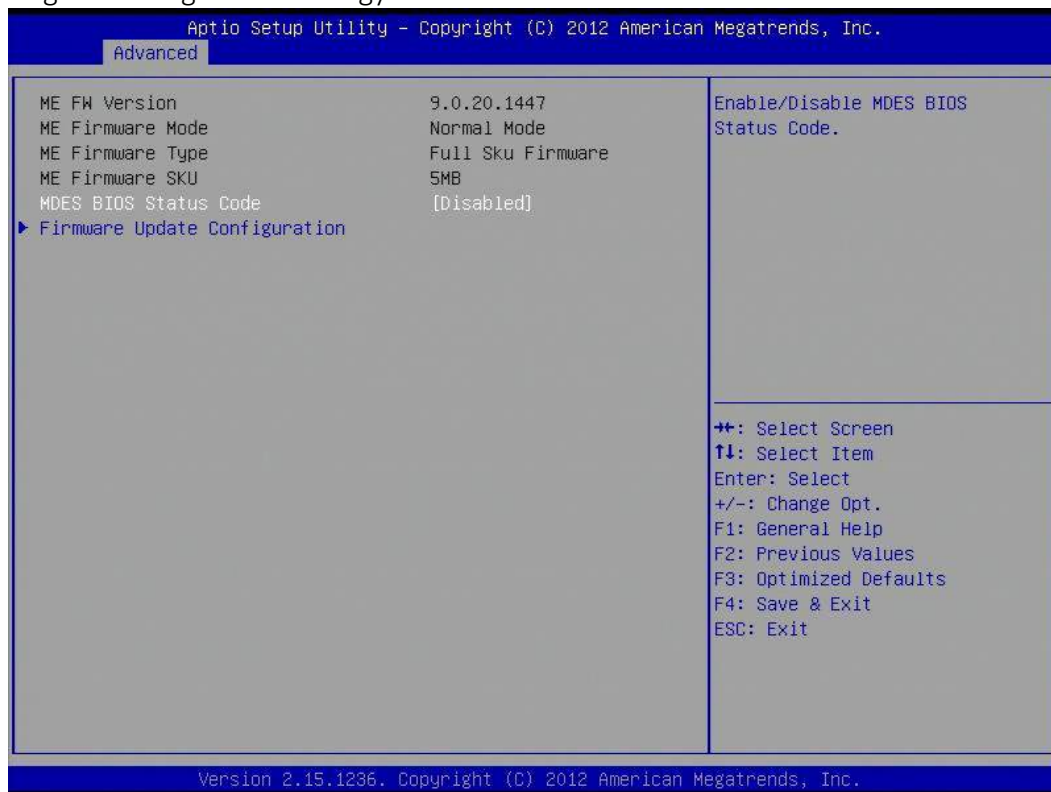 Aptio Setup Utility – Copyright (C) 2012 American Megatrends, Inc.
Advanced
ME FW Version 9.0.20.1447
ME Firmware Mode Normal Mode
ME Firmware Type Full Sku Firmware
ME Firmware SKU 5MB
MDES BIOS Status Code [Disabled]
Firmware Update Configuration
Enable/Disable MDES BIOS
Status Code.
→←: Select Screen
↑↓: Select Item
Enter: Select
+/-: Change Opt.
F1: General Help
F2: Previous Values
F3: Optimized Defaults
F4: Save & Exit
ESC: Exit
Version 2.15.1236. Copyright (C) 2012 American Megatrends, Inc.